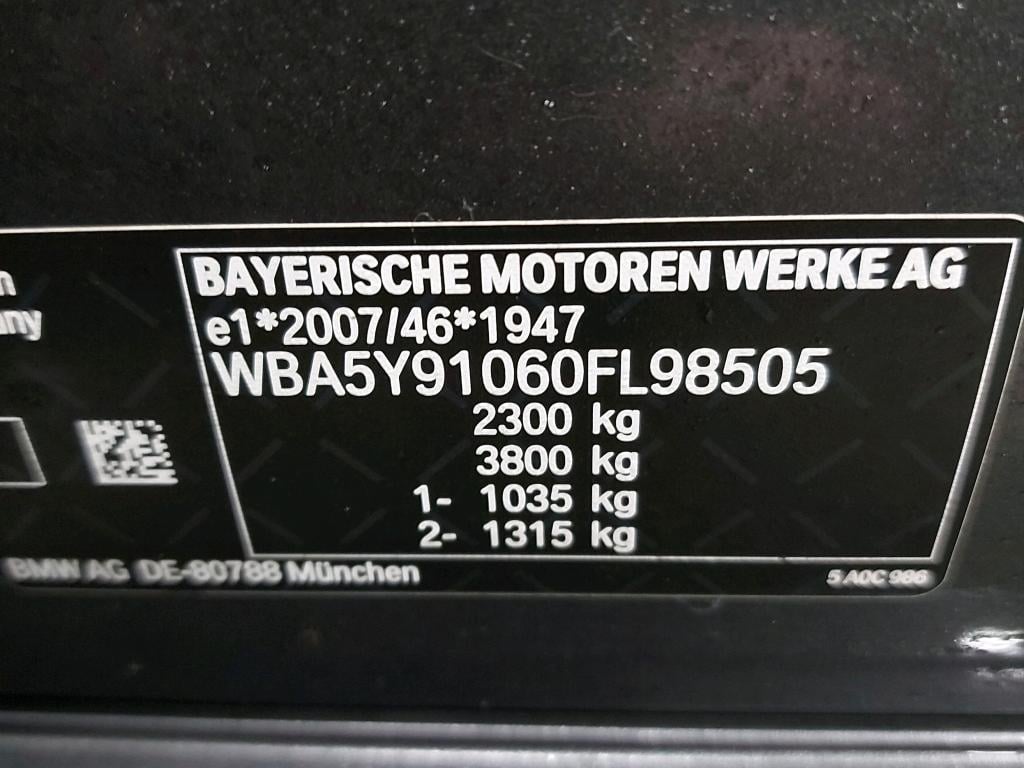 BAYERISCHE MOTOREN WERKE AG
e1*2007/46*1947
WBA5Y91060FL98505
2300 kg
3800 kg
1- 1035 kg
2- 1315 kg
BMW AG DE-80788 München
5 A0C 986